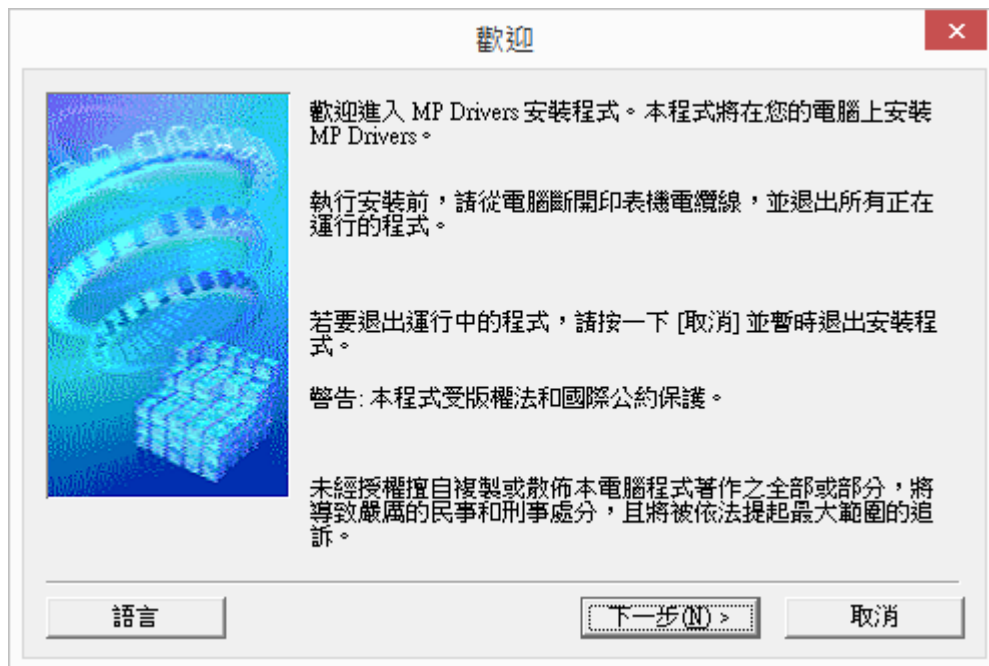 歡迎
歡迎進入 MP Drivers 安裝程式。本程式將在您的電腦上安裝
MP Drivers。
執行安裝前，請從電腦斷開印表機電纜線，並退出所有正在
運行的程式。
若要退出運行中的程式，請按一下 [取消] 並暫時退出安裝程
式。
警告: 本程式受版權法和國際公約保護。
未經授權擅自複製或散佈本電腦程式著作之全部或部分，將
導致嚴厲的民事和刑事處分，且將被依法提起最大範圍的追
訴。
語言
下一步(N) >
取消